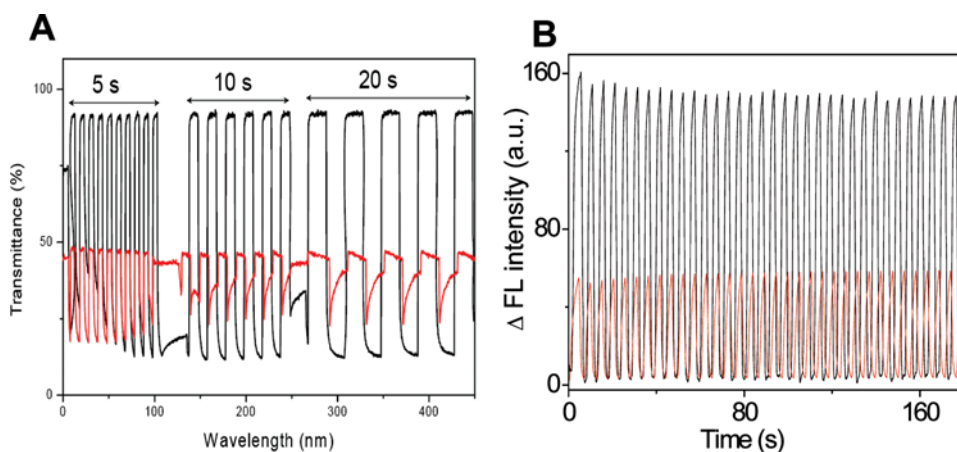 A
5 s
10 s
20 s
100
50
0
Transmittance (%)
0
100
200
300
400
Wavelength (nm)
B
160
80
0
Δ FL intensity (a.u.)
0
80
160
Time (s)